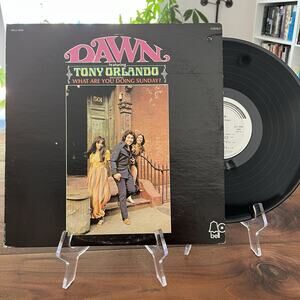 DAWN
featuring
TONY ORLANDO
WHAT ARE YOU DOING SUNDAY?
bell